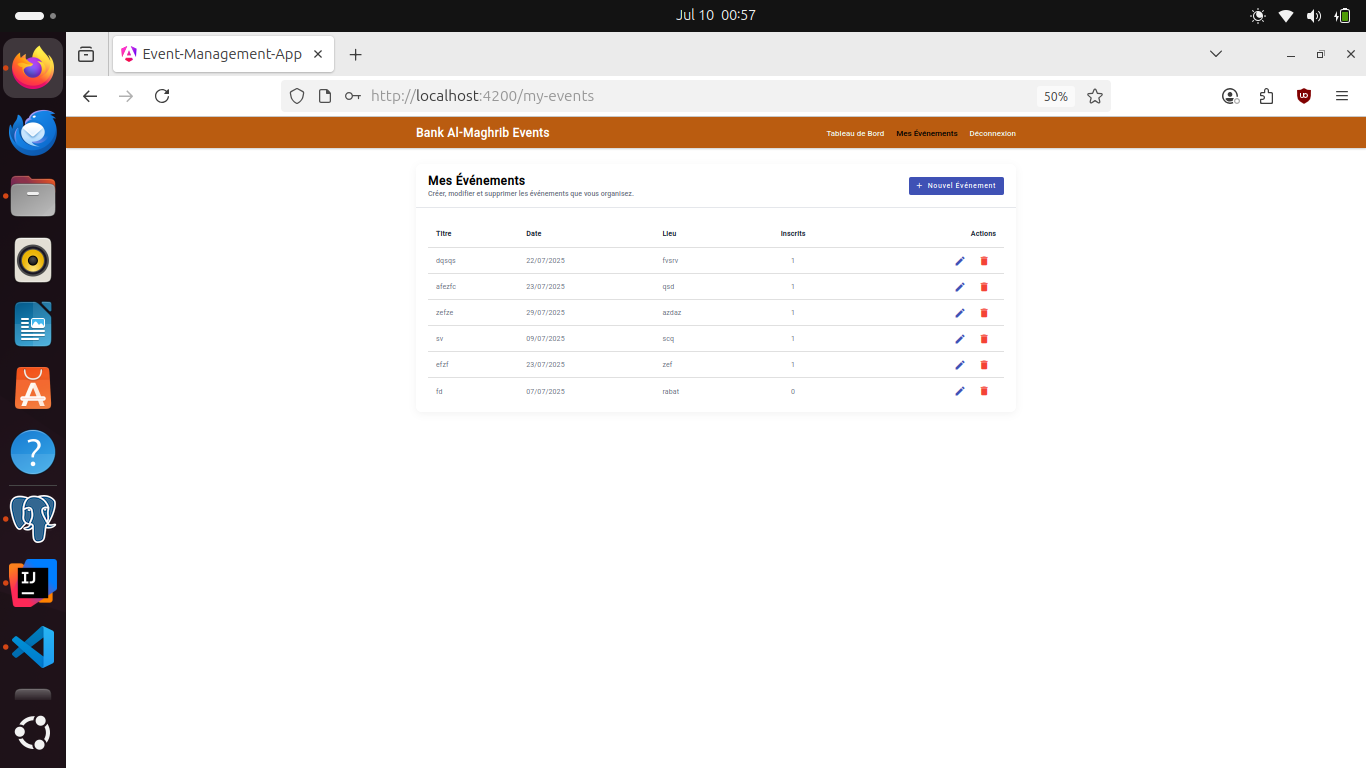 Jul 10 00:57
Event-Management-App
http://localhost:4200/my-events
50%
Bank Al-Maghrib Events
Tableau de Bord
Mes Événements
Déconnexion
Mes Événements
Créer, modifier et supprimer les événements que vous organisez.
+ Nouvel Événement
Titre Date Lieu Inscrits Actions
dqsqs 22/07/2025 fvsrv 1
afezfc 23/07/2025 qsd 1
zefze 29/07/2025 azdaz 1
sv 09/07/2025 scq 1
efzf 23/07/2025 zef 1
fd 07/07/2025 rabat 0
IJ